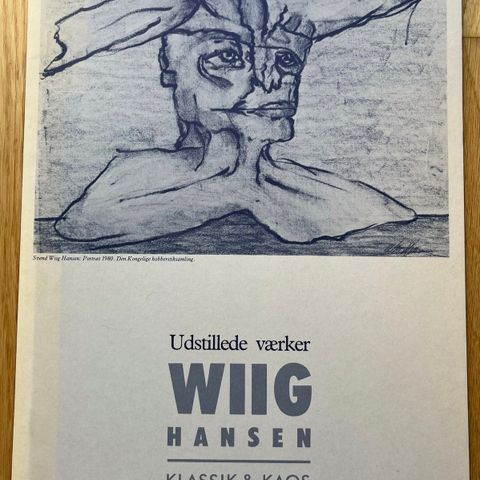 Svend Wiig Hansen: Portræt 1980. Den Kongelige kobberstiksamling.
Udstillede værker
WIIG
HANSEN
KLASSIK & KAOS